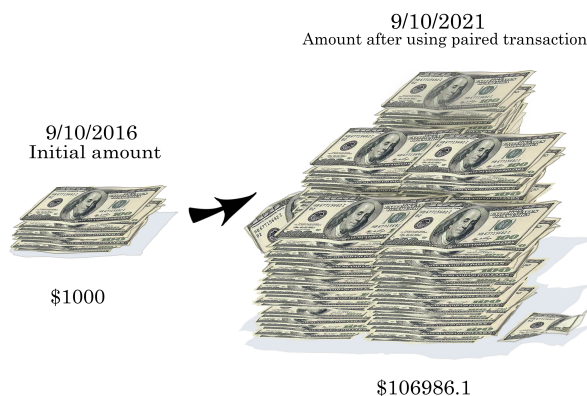 9/10/2016
Initial amount
$1000
9/10/2021
Amount after using paired transaction
$106986.1